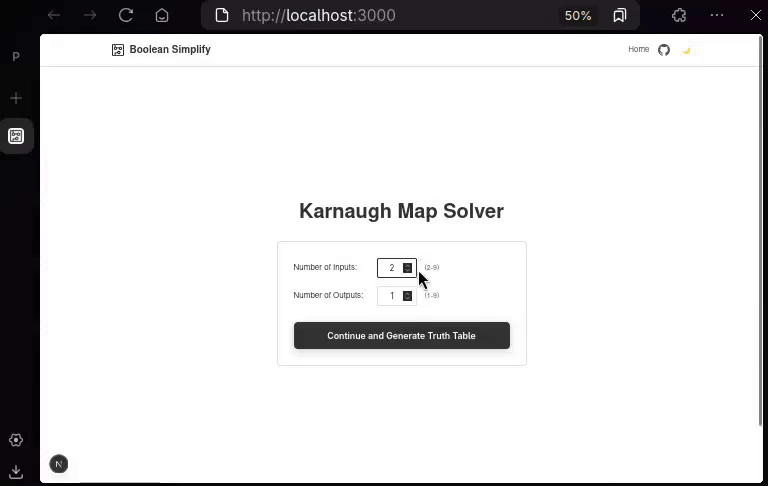 http://localhost:3000
50%
P
Boolean Simplify
Home
Karnaugh Map Solver
Number of Inputs: 2 (2-9)
Number of Outputs: 1 (1-9)
Continue and Generate Truth Table
N